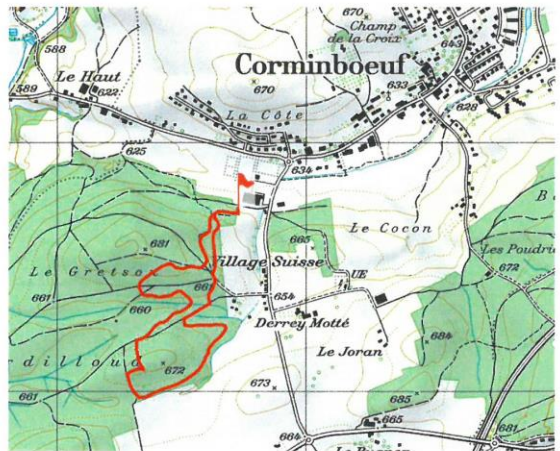 670
Champ
de la Croix
588
643
Corminboeuf
Le Haut
622
670
633
589
628
La Côte
625
634
B
665
Le Cocon
681
Les Poudri
Le Gretso
Village Suisse
672
661
UE
661
654
660
Derrey Motté
684
Le Joran
dilloud
672
673
661
685
665
681
664